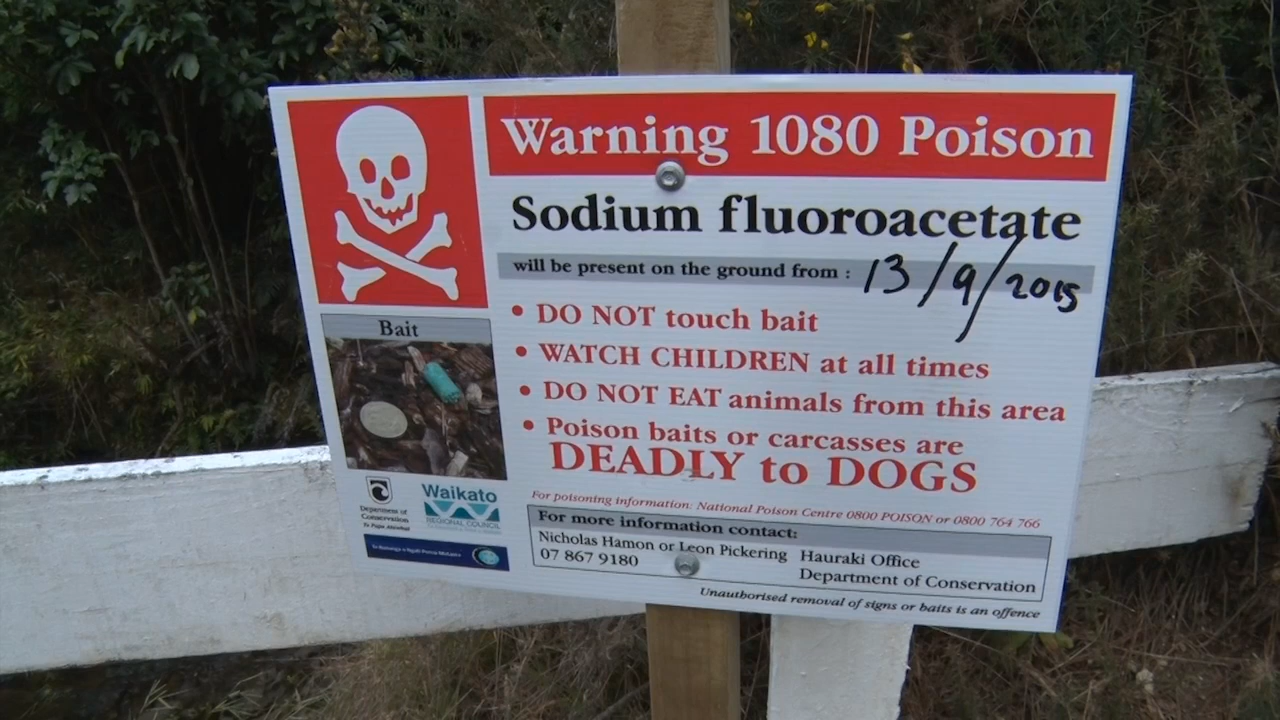 Warning 1080 Poison
Sodium fluoroacetate
will be present on the ground from : 13/9/2015
• DO NOT touch bait
• WATCH CHILDREN at all times
• DO NOT EAT animals from this area
• Poison baits or carcasses are
DEADLY to DOGS
Bait
Department of
Conservation
Te Papa Atawhai
Waikato
REGIONAL COUNCIL
For poisoning information: National Poison Centre 0800 POISON or 0800 764 766
For more information contact:
Nicholas Hamon or Leon Pickering
07 867 9180
Hauraki Office
Department of Conservation
Unauthorised removal of signs or baits is an offence